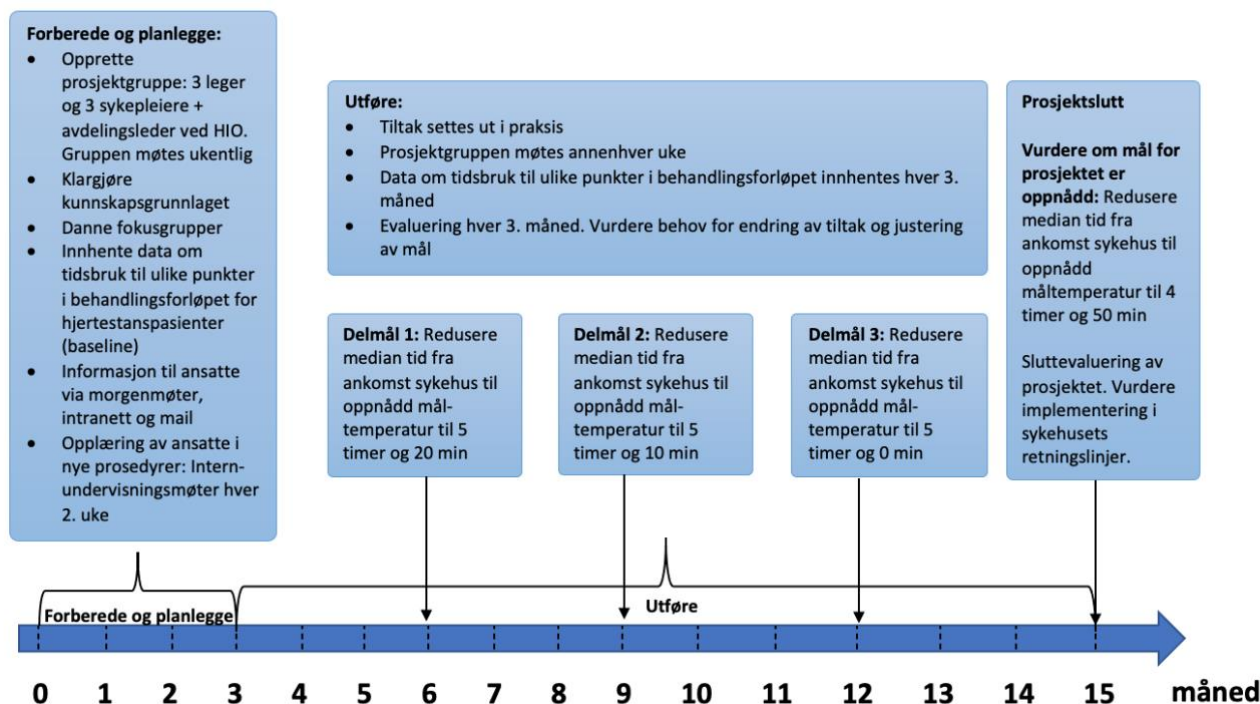 Forberede og planlegge:
• Opprette
prosjektgruppe: 3 leger
og 3 sykepleiere +
avdelingsleder ved HIO.
Gruppen møtes ukentlig
• Klargjøre
kunnskapsgrunnlaget
• Danne fokusgrupper
• Innhente data om
tidsbruk til ulike punkter
i behandlingsforløpet for
hjertestanspasienter
(baseline)
• Informasjon til ansatte
via morgenmøter,
intranett og mail
• Opplæring av ansatte i
nye prosedyrer: Intern-
undervisningsmøter hver
2. uke
Utføre:
• Tiltak settes ut i praksis
• Prosjektgruppen møtes annenhver uke
• Data om tidsbruk til ulike punkter i behandlingsforløpet innhentes hver 3.
måned
• Evaluering hver 3. måned. Vurdere behov for endring av tiltak og justering
av mål
Delmål 1: Redusere
median tid fra
ankomst sykehus til
oppnådd mål-
temperatur til 5
timer og 20 min
Delmål 2: Redusere
median tid fra
ankomst sykehus til
oppnådd mål-
temperatur til 5
timer og 10 min
Delmål 3: Redusere
median tid fra
ankomst sykehus til
oppnådd mål-
temperatur til 5
timer og 0 min
Prosjektslutt
Vurdere om mål for
prosjektet er
oppnådd: Redusere
median tid fra
ankomst sykehus til
oppnådd
måltemperatur til 4
timer og 50 min
Sluttevaluering av
prosjektet. Vurdere
implementering i
sykehusets
retningslinjer.
Forberede og planlegge
Utføre
0 1 2 3 4 5 6 7 8 9 10 11 12 13 14 15 måned